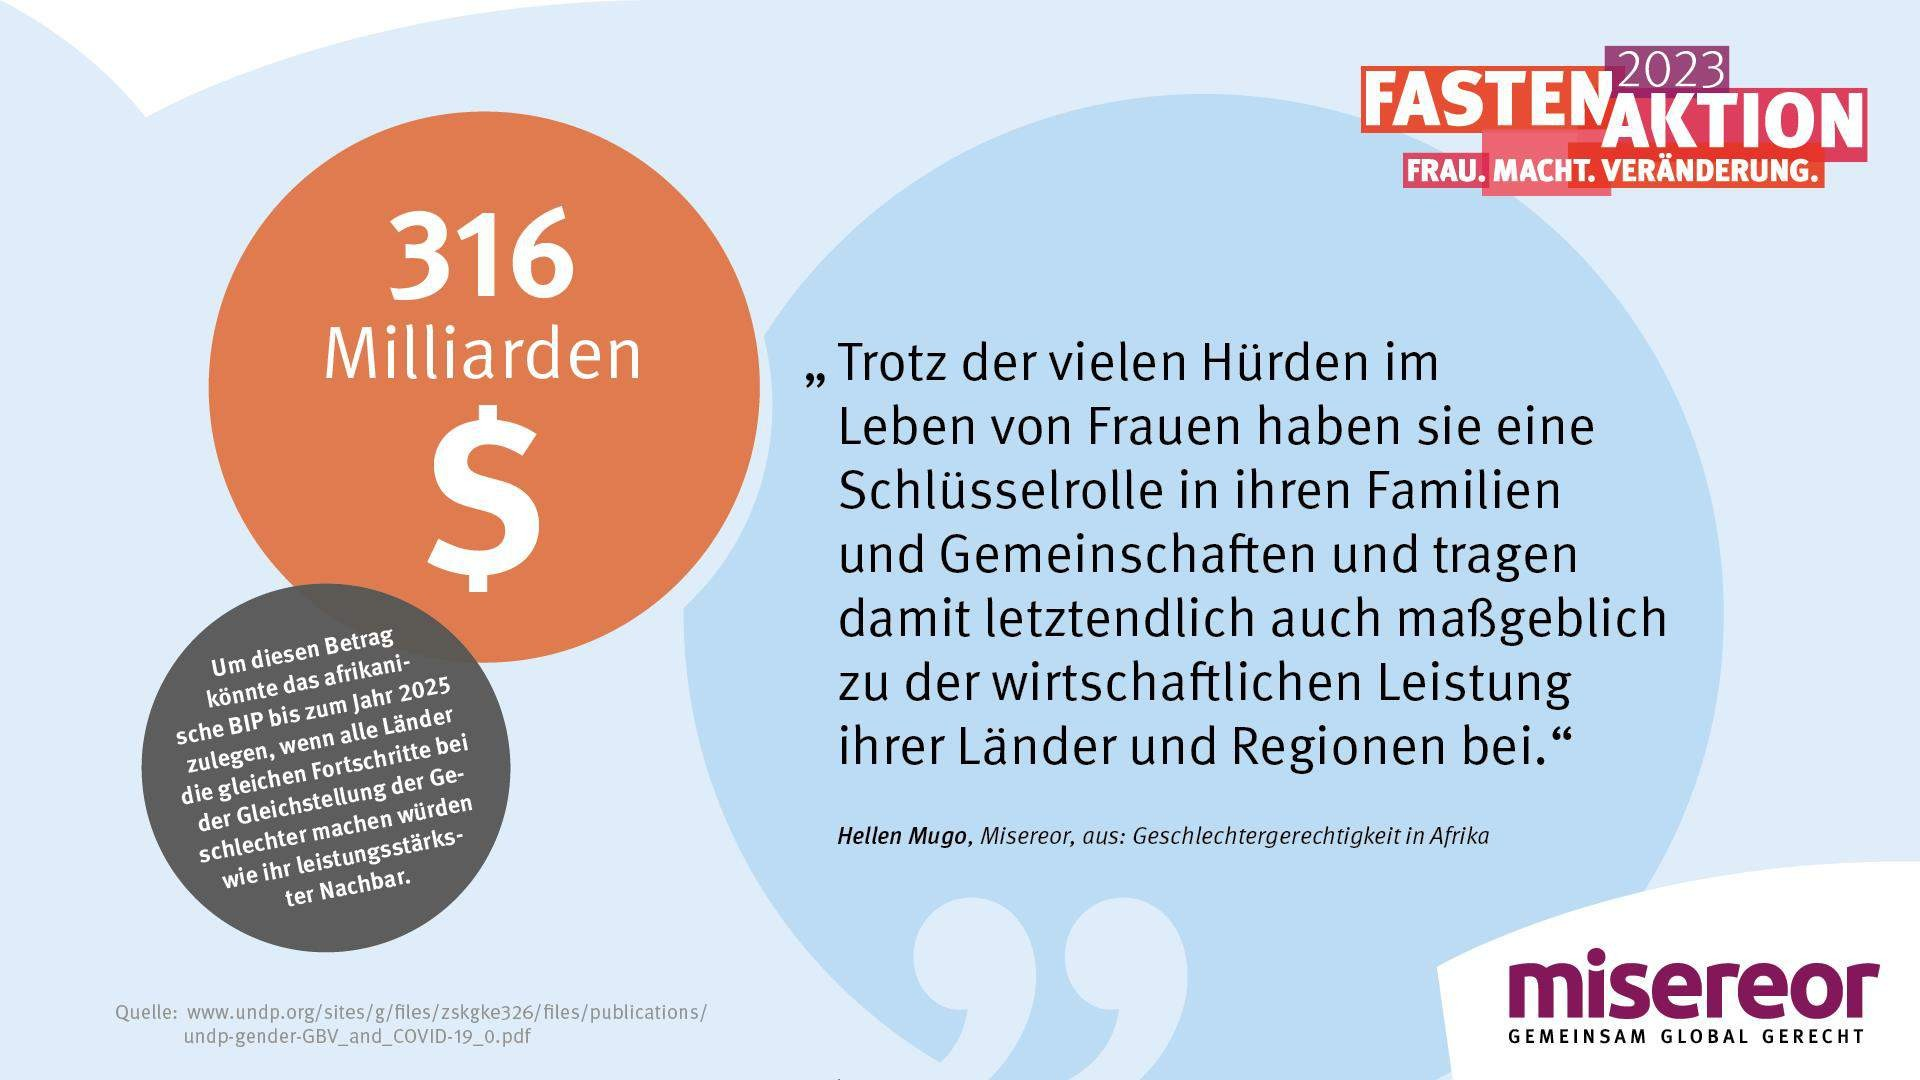 2023
FASTENAKTION
FRAU. MACHT. VERÄNDERUNG.
316
Milliarden
$
Um diesen Betrag
könnte das afrikani-
sche BIP bis zum Jahr 2025
zulegen, wenn alle Länder
die gleichen Fortschritte bei
der Gleichstellung der Ge-
schlechter machen würden
wie ihr leistungsstärks-
ter Nachbar.
„Trotz der vielen Hürden im
Leben von Frauen haben sie eine
Schlüsselrolle in ihren Familien
und Gemeinschaften und tragen
damit letztendlich auch maßgeblich
zu der wirtschaftlichen Leistung
ihrer Länder und Regionen bei.“
Hellen Mugo, Misereor, aus: Geschlechtergerechtigkeit in Afrika
Quelle: www.undp.org/sites/g/files/zskgke326/files/publications/
undp-gender-GBV_and_COVID-19_0.pdf
misereor
GEMEINSAM GLOBAL GERECHT